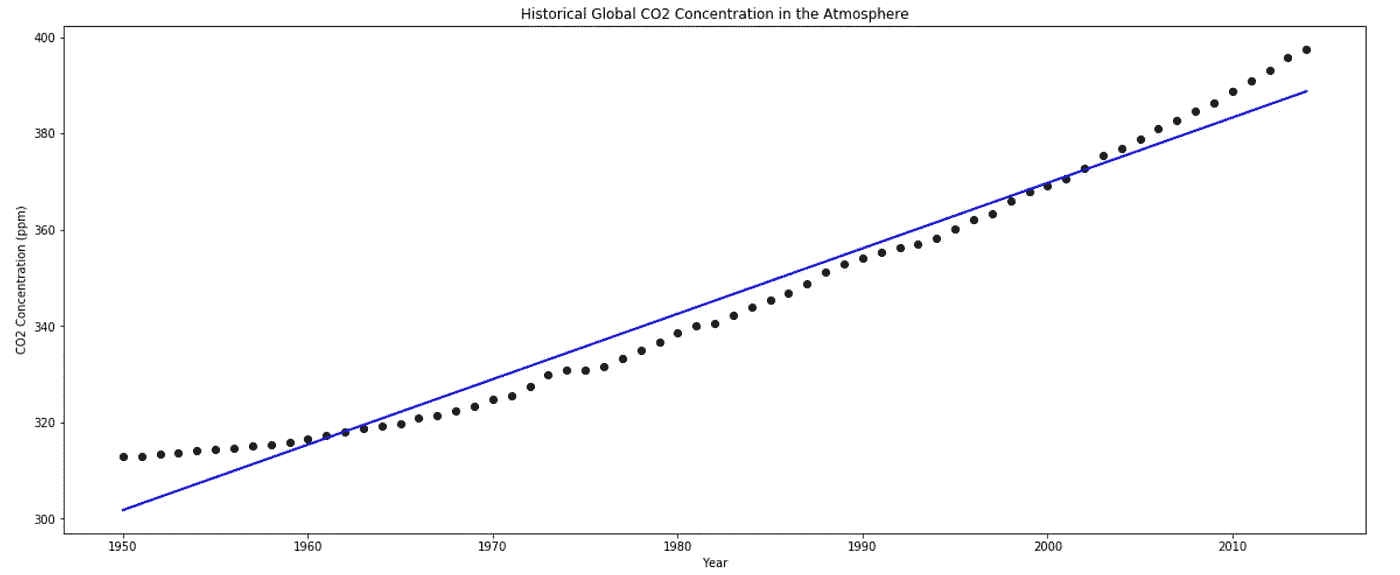 Historical Global CO2 Concentration in the Atmosphere
400
380
360
340
320
300
CO2 Concentration (ppm)
1950 1960 1970 1980 1990 2000 2010
Year